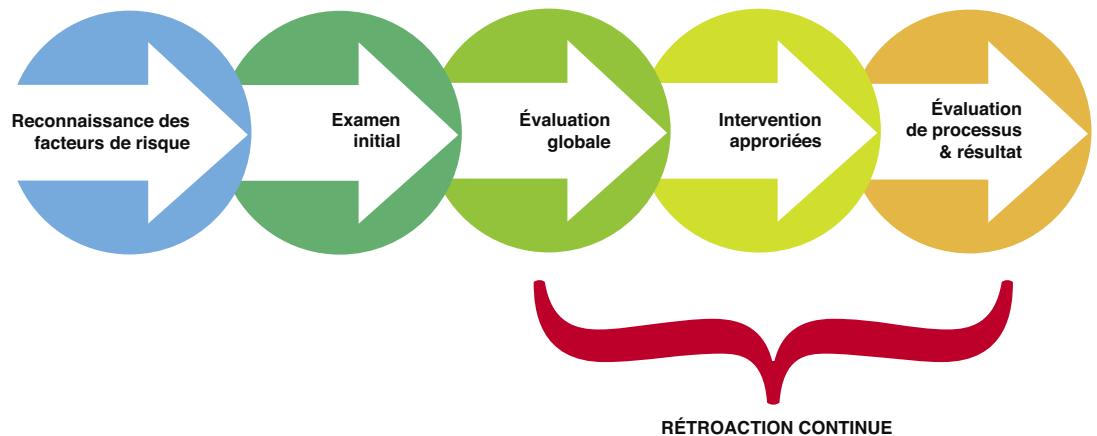 Reconnaissance des
facteurs de risque
Examen
initial
Évaluation
globale
Intervention
approriées
Évaluation
de processus
& résultat
RÉTROACTION CONTINUE